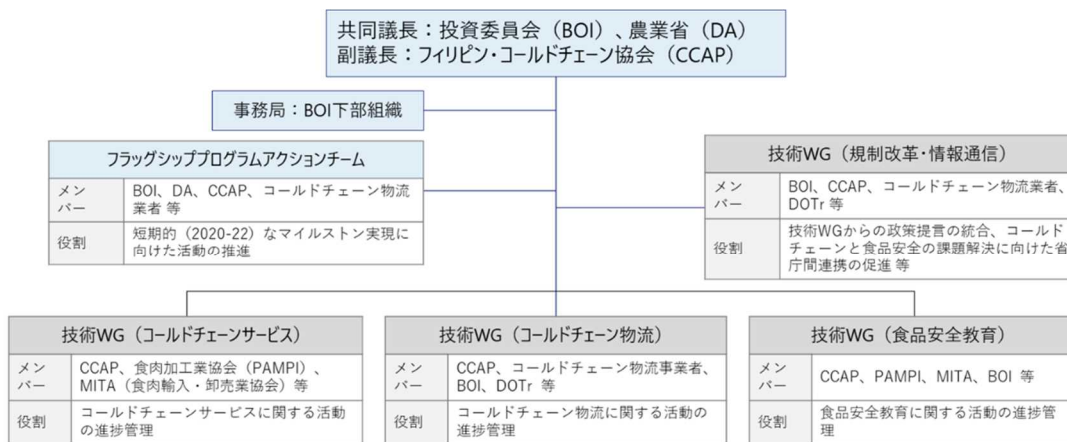 共同議長：投資委員会（BOI）、農業省（DA）
副議長：フィリピン・コールドチェーン協会（CCAP）
事務局：BOI下部組織
フラッグシッププログラムアクションチーム
メン
バー
BOI、DA、CCAP、コールドチェーン物流
業者 等
役割
短期的（2020-22）なマイルストン実現に
向けた活動の推進
技術WG（規制改革・情報通信）
メン
バー
BOI、CCAP、コールドチェーン物流業者、
DOTr 等
役割
技術WGからの政策提言の統合、コールド
チェーンと食品安全の課題解決に向けた省
庁間連携の促進 等
技術WG（コールドチェーンサービス）
メン
バー
CCAP、食肉加工業協会（PAMPI）、
MITA（食肉輸入・卸売業協会）等
役割
コールドチェーンサービスに関する活動
の進捗管理
技術WG（コールドチェーン物流）
メン
バー
CCAP、コールドチェーン物流事業者、
BOI、DOTr 等
役割
コールドチェーン物流に関する活動の
進捗管理
技術WG（食品安全教育）
メン
バー
CCAP、PAMPI、MITA、BOI 等
役割
食品安全教育に関する活動の進捗管
理